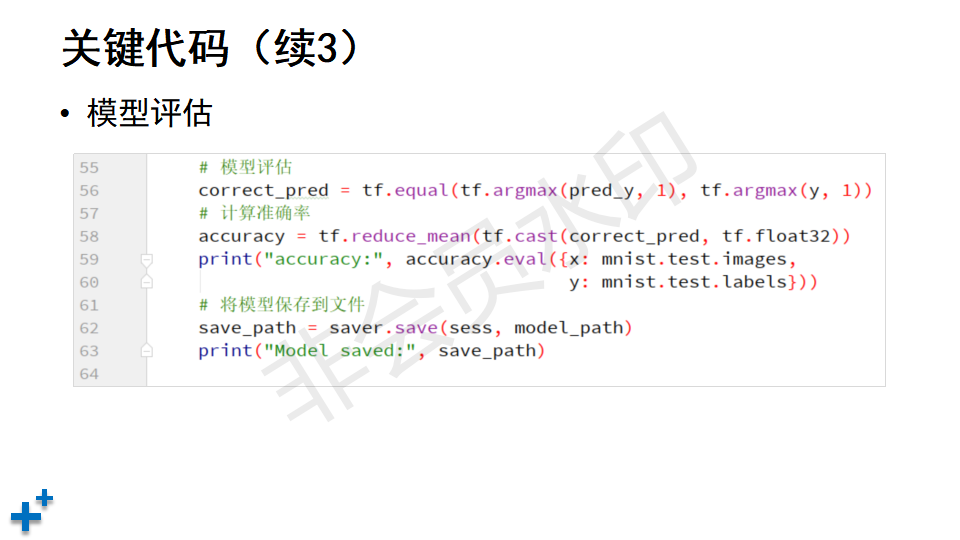 关键代码（续3）
• 模型评估
55 # 模型评估
56 correct_pred = tf.equal(tf.argmax(pred_y, 1), tf.argmax(y, 1))
57 # 计算准确率
58 accuracy = tf.reduce_mean(tf.cast(correct_pred, tf.float32))
59 print("accuracy:", accuracy.eval({x: mnist.test.images,
60 y: mnist.test.labels}))
61 # 将模型保存到文件
62 save_path = saver.save(sess, model_path)
63 print("Model saved:", save_path)
64
非会员水印